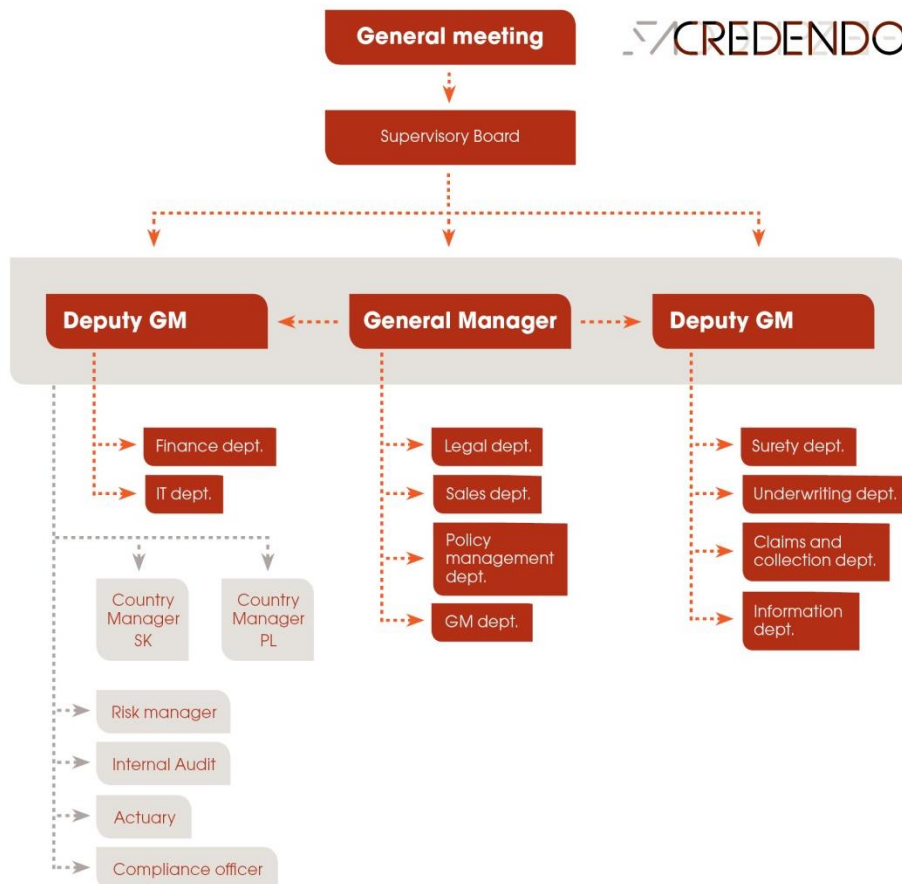 General meeting
CREDENDO
Supervisory Board
Deputy GM
General Manager
Deputy GM
Finance dept.
IT dept.
Legal dept.
Sales dept.
Policy
management
dept.
GM dept.
Surety dept.
Underwriting dept.
Claims and
collection dept.
Information
dept.
Country
Manager
SK
Country
Manager
PL
Risk manager
Internal Audit
Actuary
Compliance officer